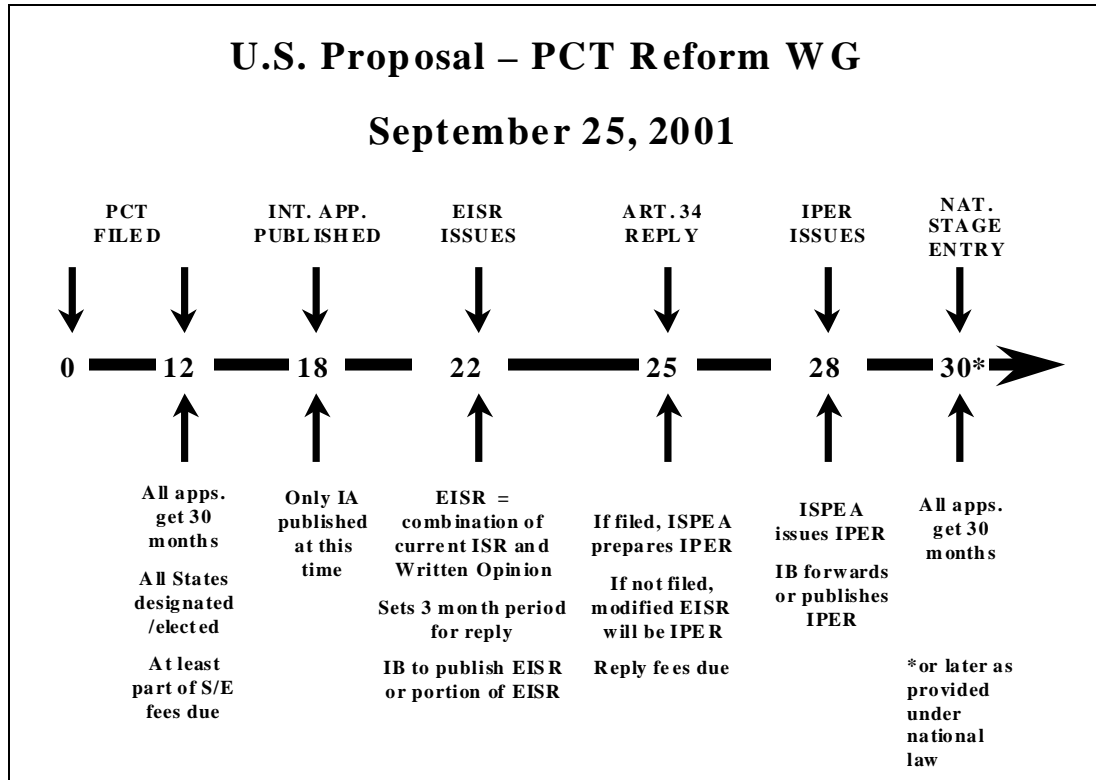 U.S. Proposal – PCT Reform WG
September 25, 2001
PCT
FILED
INT. APP.
PUBLISHED
EISR
ISSUES
ART. 34
REPLY
IPER
ISSUES
NAT.
STAGE
ENTRY
0 12 18 22 25 28 30*
All apps.
get 30
months
All States
designated
/elected
At least
part of S/E
fees due
Only IA
published
at this
time
EISR =
combination of
current ISR and
Written Opinion
Sets 3 month period
for reply
IB to publish EISR
or portion of EISR
If filed, ISPEA
prepares IPER
If not filed,
modified EISR
will be IPER
Reply fees due
ISPEA
issues IPER
IB forwards
or publishes
IPER
All apps.
get 30
months
*or later as
provided
under
national
law